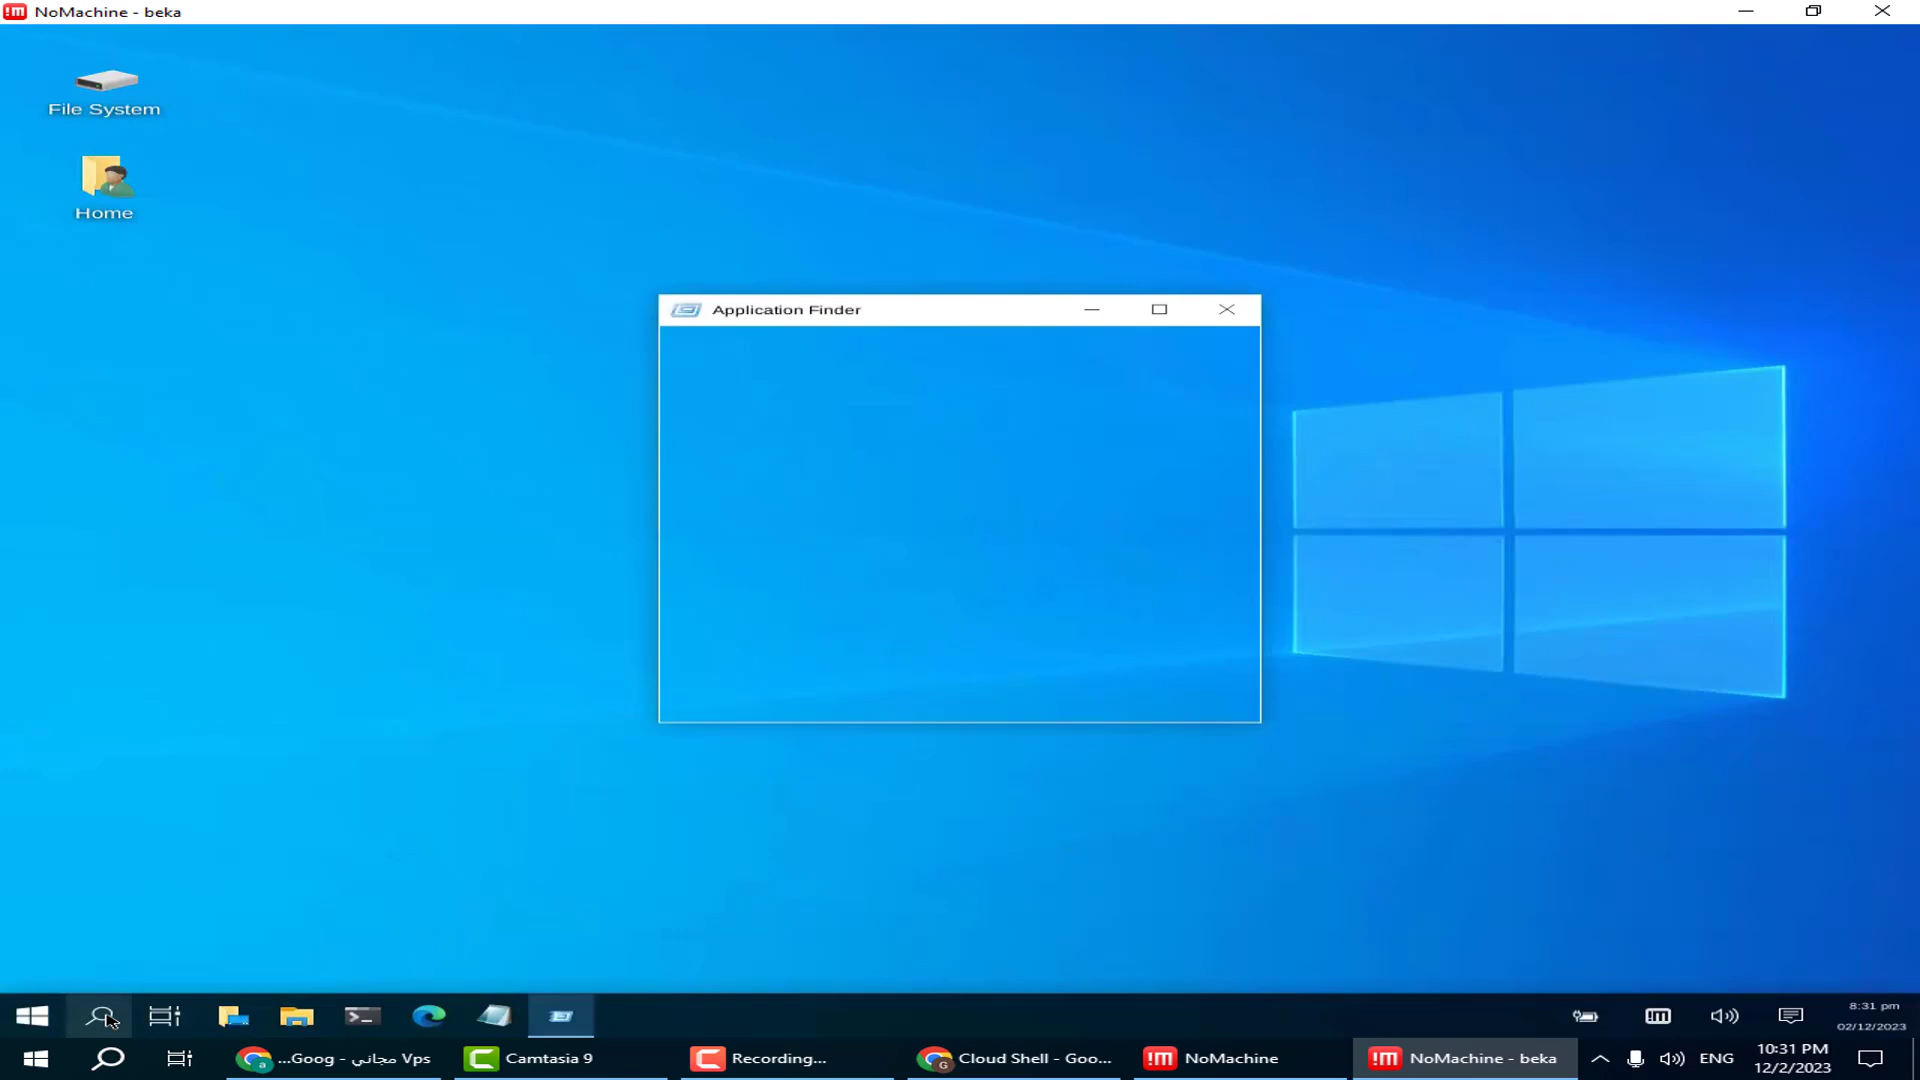 NoMachine - beka
File System
Home
Application Finder
8:31 pm
02/12/2023
...Goog - مجاني Vps
Camtasia 9
Recording...
Cloud Shell - Goo...
NoMachine
NoMachine - beka
ENG
10:31 PM
12/2/2023